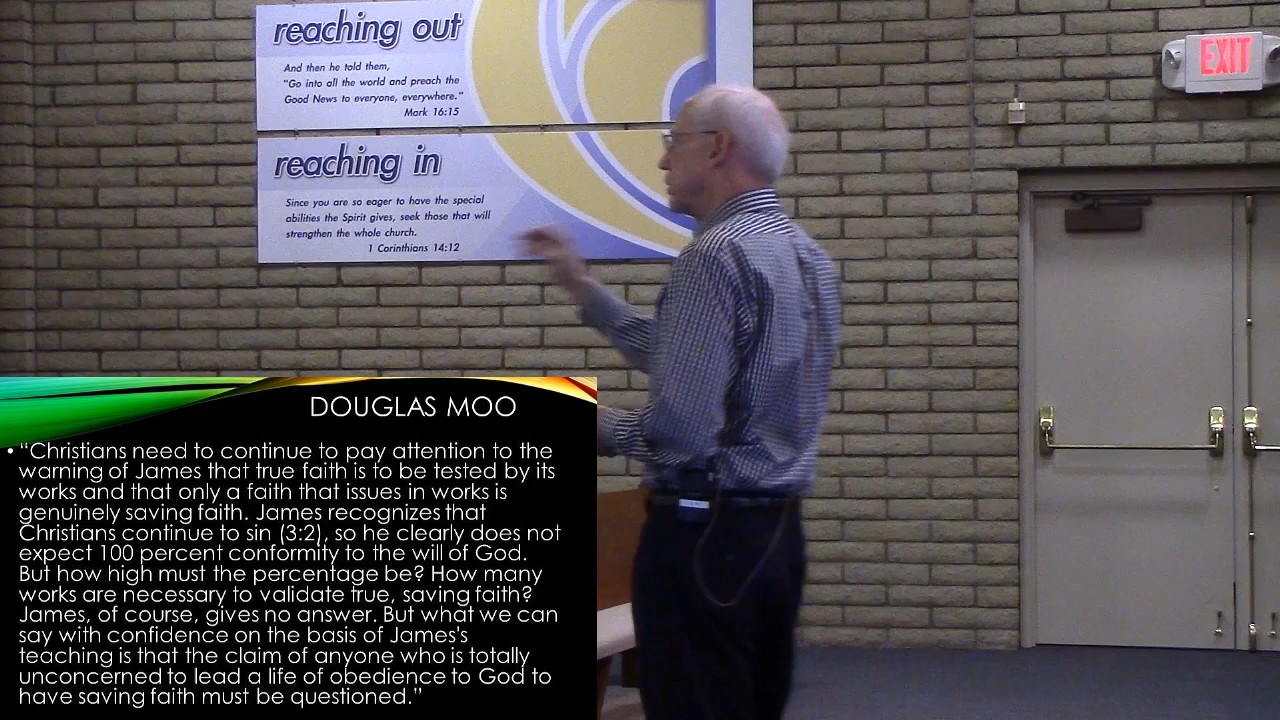 reaching out
And then he told them,
"Go into all the world and preach the
Good News to everyone, everywhere."
Mark 16:15
reaching in
Since you are so eager to have the special
abilities the Spirit gives, seek those that will
strengthen the whole church.
1 Corinthians 14:12
EXIT
DOUGLAS MOO
• “Christians need to continue to pay attention to the
warning of James that true faith is to be tested by its
works and that only a faith that issues in works is
genuinely saving faith. James recognizes that
Christians continue to sin (3:2), so he clearly does not
expect 100 percent conformity to the will of God.
But how high must the percentage be? How many
works are necessary to validate true, saving faith?
James, of course, gives no answer. But what we can
say with confidence on the basis of James's
teaching is that the claim of anyone who is totally
unconcerned to lead a life of obedience to God to
have saving faith must be questioned.”